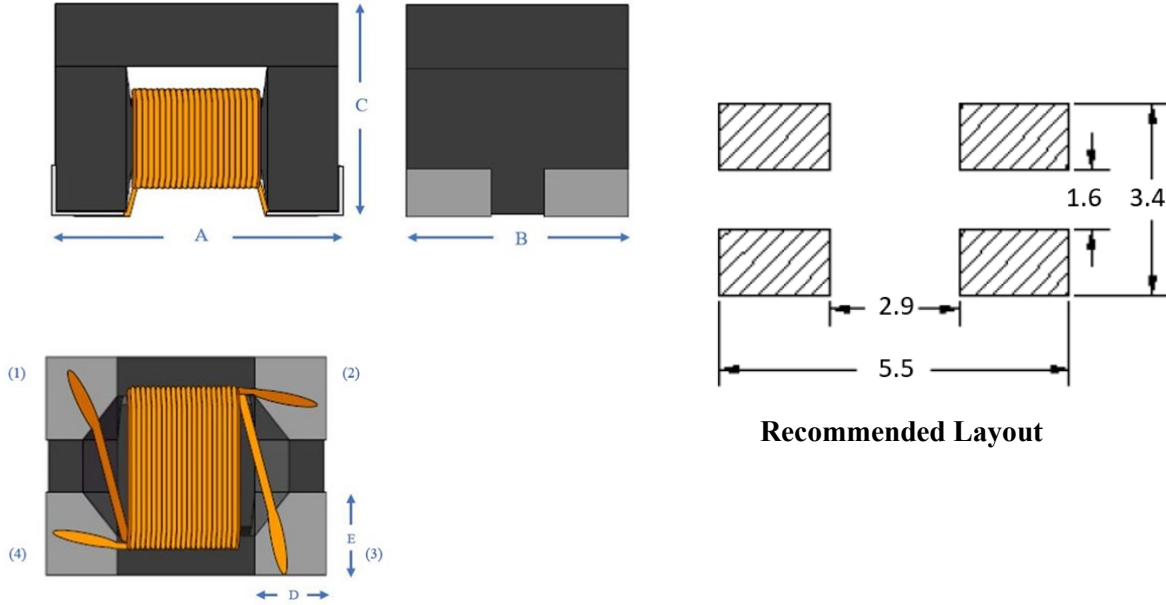 C
A
B
1.6
3.4
2.9
5.5
Recommended Layout
(1)
(2)
(4)
E
(3)
D